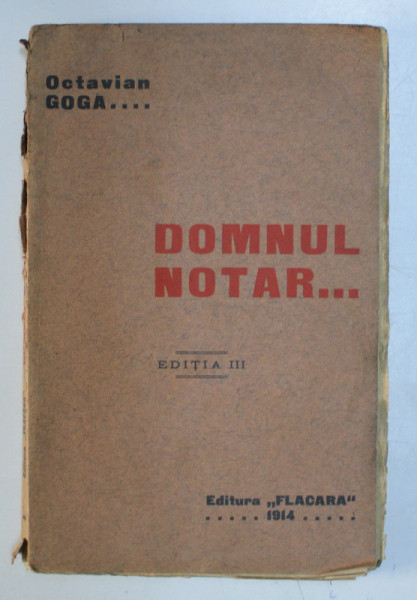 Octavian
GOGA....
DOMNUL
NOTAR...
EDIȚIA III
Editura „FLACARA“
..... 1914 .....